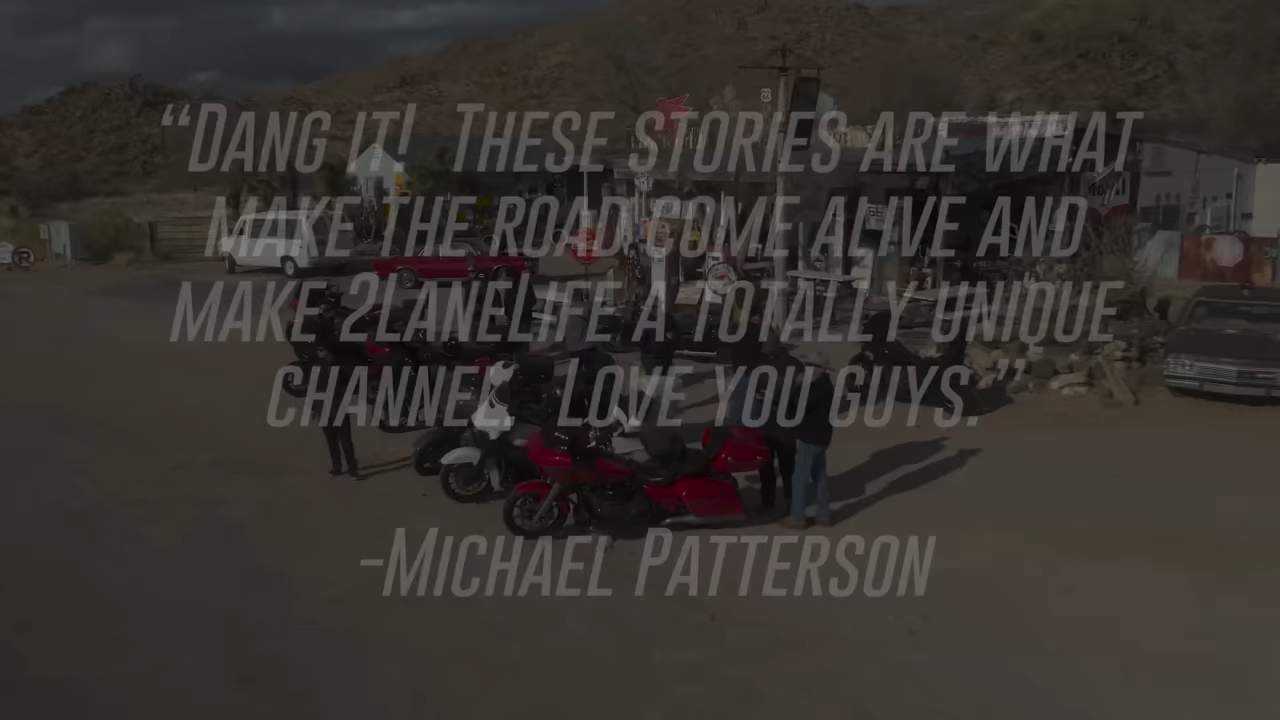 “Dang it! These stories are what
make the road come alive and
make 2LaneLife a totally unique
channel. Love you guys.”
-Michael Patterson
66